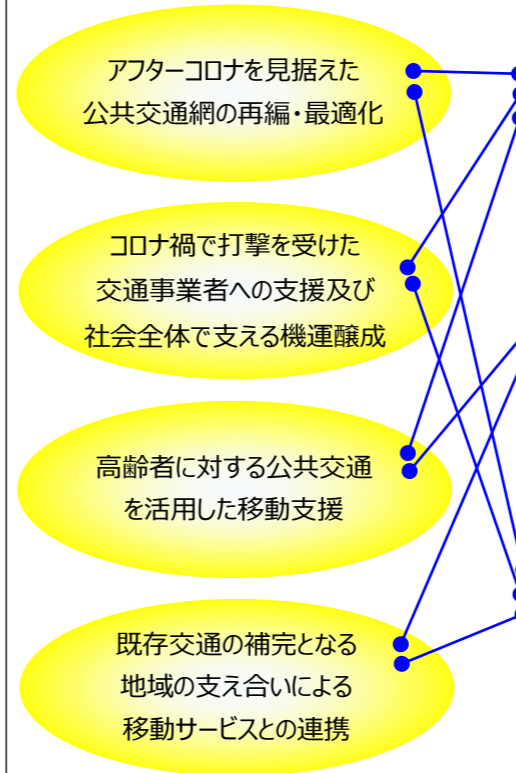 アフターコロナを見据えた
公共交通網の再編・最適化
コロナ禍で打撃を受けた
交通事業者への支援及び
社会全体で支える機運醸成
高齢者に対する公共交通
を活用した移動支援
既存交通の補完となる
地域の支え合いによる
移動サービスとの連携